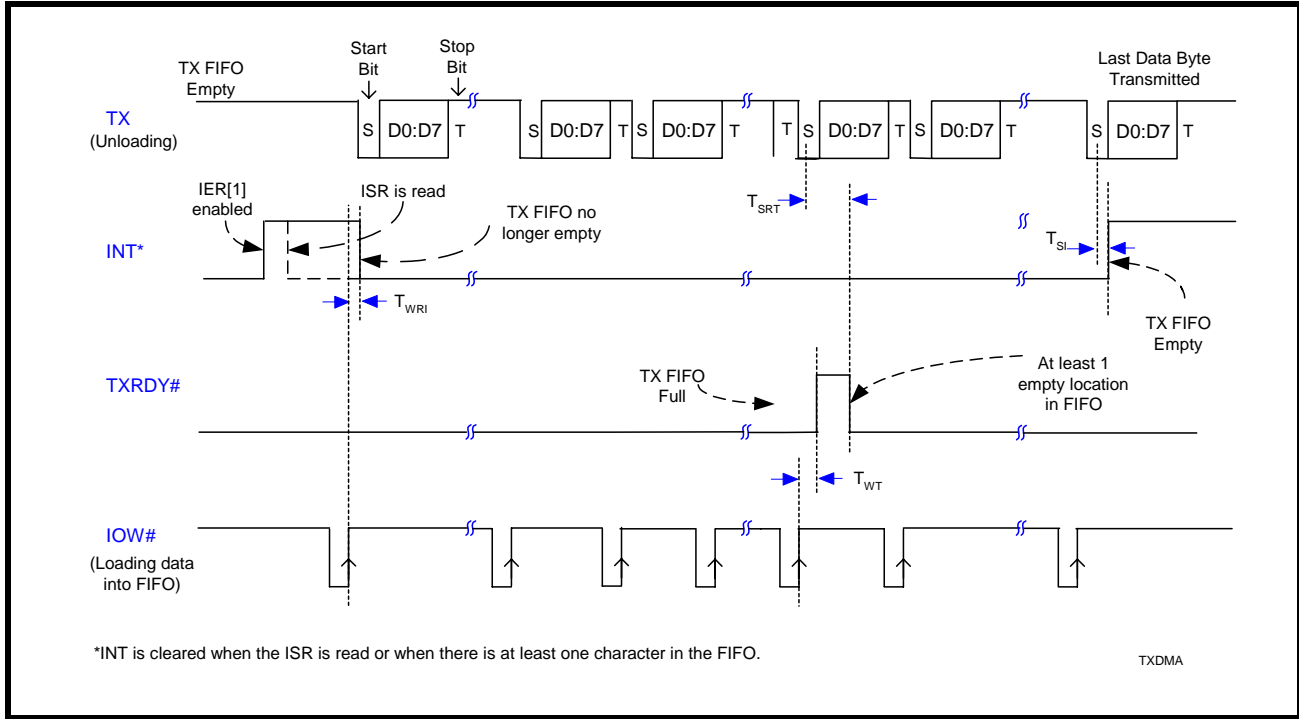 TX FIFO
Empty
Start
Bit
Stop
Bit
Last Data Byte
Transmitted
TX
(Unloading)
S D0:D7 T S D0:D7 T S D0:D7 T T S D0:D7 T S D0:D7 T S D0:D7 T
IER[1]
enabled
ISR is read
TX FIFO no
longer empty
TSRT
TSI
INT*
TWRI
TX FIFO
Empty
TXRDY#
TX FIFO
Full
At least 1
empty location
in FIFO
TWT
IOW#
(Loading data
into FIFO)
*INT is cleared when the ISR is read or when there is at least one character in the FIFO.
TXDMA